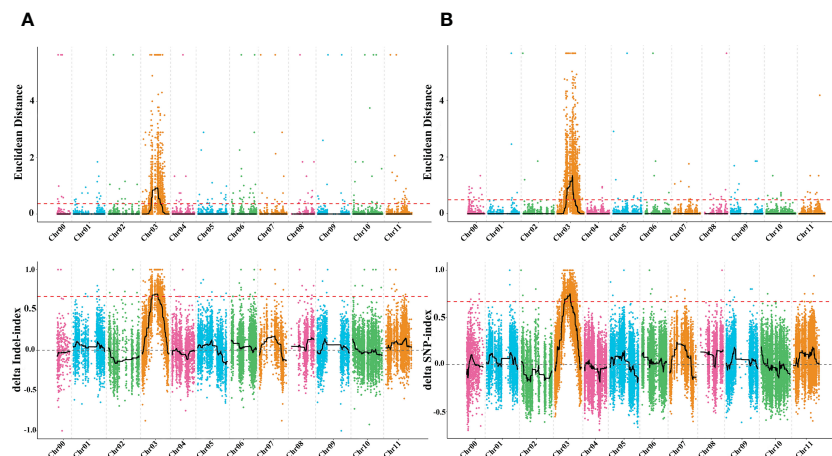 A
B
Euclidean Distance
4
2
0
Chr00 Chr01 Chr02 Chr03 Chr04 Chr05 Chr06 Chr07 Chr08 Chr09 Chr10 Chr11
Euclidean Distance
4
2
0
Chr00 Chr01 Chr02 Chr03 Chr04 Chr05 Chr06 Chr07 Chr08 Chr09 Chr10 Chr11
delta Indel-index
1.0
0.5
0.0
-0.5
-1.0
Chr00 Chr01 Chr02 Chr03 Chr04 Chr05 Chr06 Chr07 Chr08 Chr09 Chr10 Chr11
delta SNP-index
1.0
0.5
0.0
-0.5
Chr00 Chr01 Chr02 Chr03 Chr04 Chr05 Chr06 Chr07 Chr08 Chr09 Chr10 Chr11